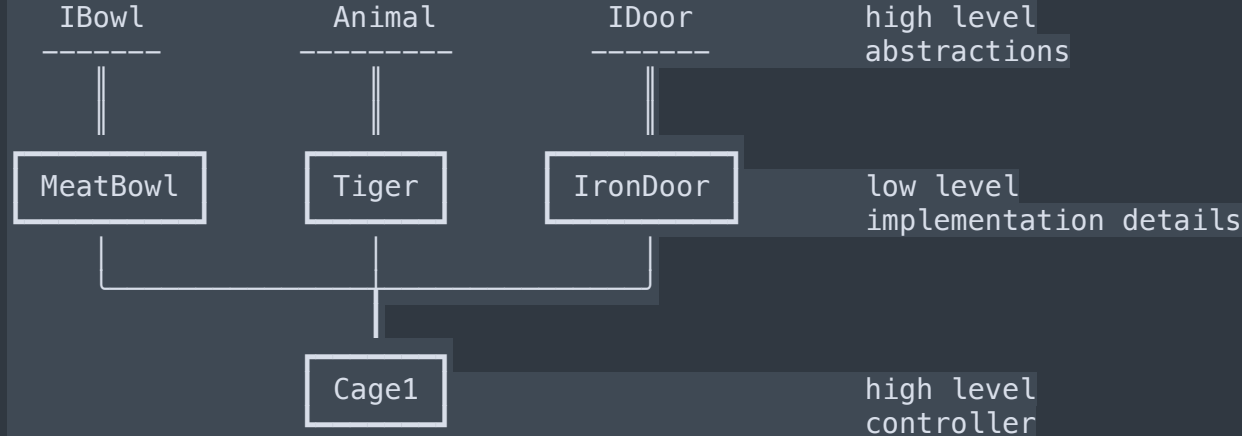 IBowl Animal IDoor high level
------- --------- ------- abstractions
MeatBowl Tiger IronDoor low level
implementation details
Cage1 high level
controller